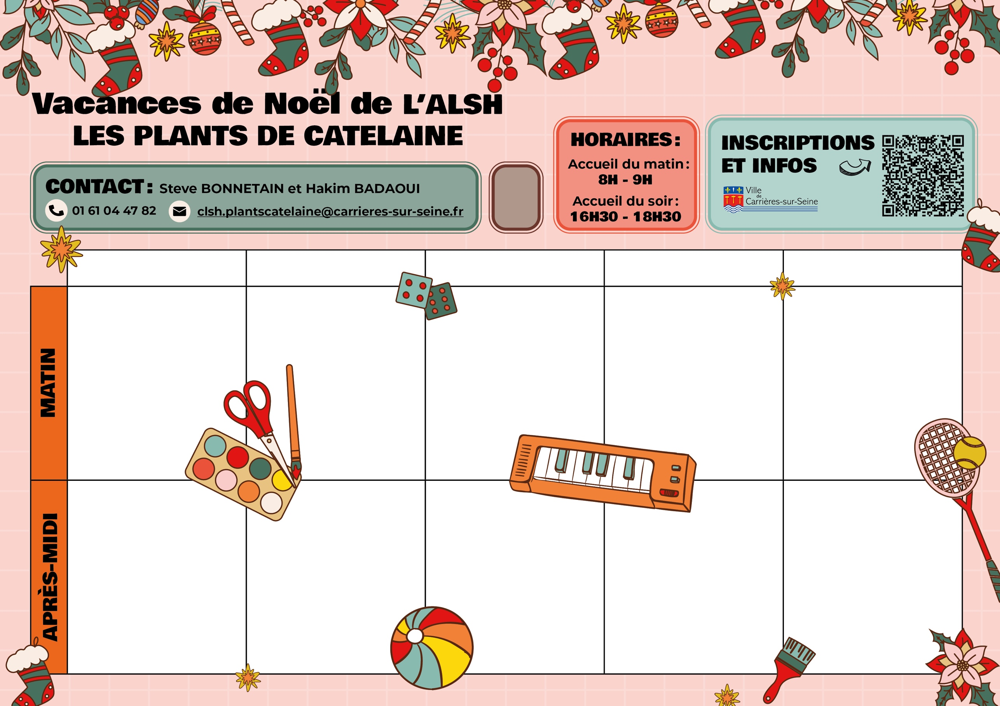 Vacances de Noël de L'ALSH
LES PLANTS DE CATELAINE
CONTACT : Steve BONNETAIN et Hakim BADAOUI
01 61 04 47 82 clsh.plantscatelaine@carrieres-sur-seine.fr
HORAIRES :
Accueil du matin :
8H - 9H
Accueil du soir :
16H30 - 18H30
INSCRIPTIONS
ET INFOS
Ville
de
Carrières-sur-Seine
MATIN
APRÈS-MIDI